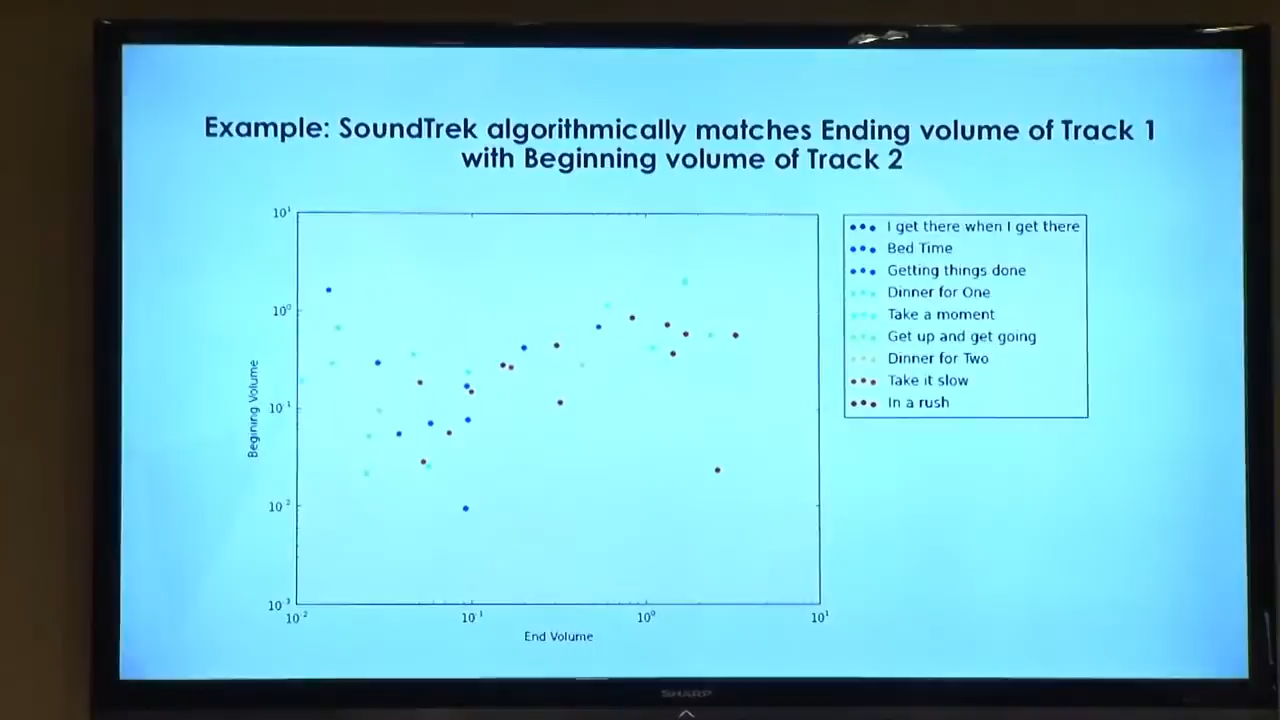 Example: SoundTrek algorithmically matches Ending volume of Track 1
with Beginning volume of Track 2
10¹
10⁰
10⁻¹
10⁻²
10⁻³
Begining Volume
10⁻²
10⁻¹
10⁰
10¹
End Volume
I get there when I get there
Bed Time
Getting things done
Dinner for One
Take a moment
Get up and get going
Dinner for Two
Take it slow
In a rush
SHARP